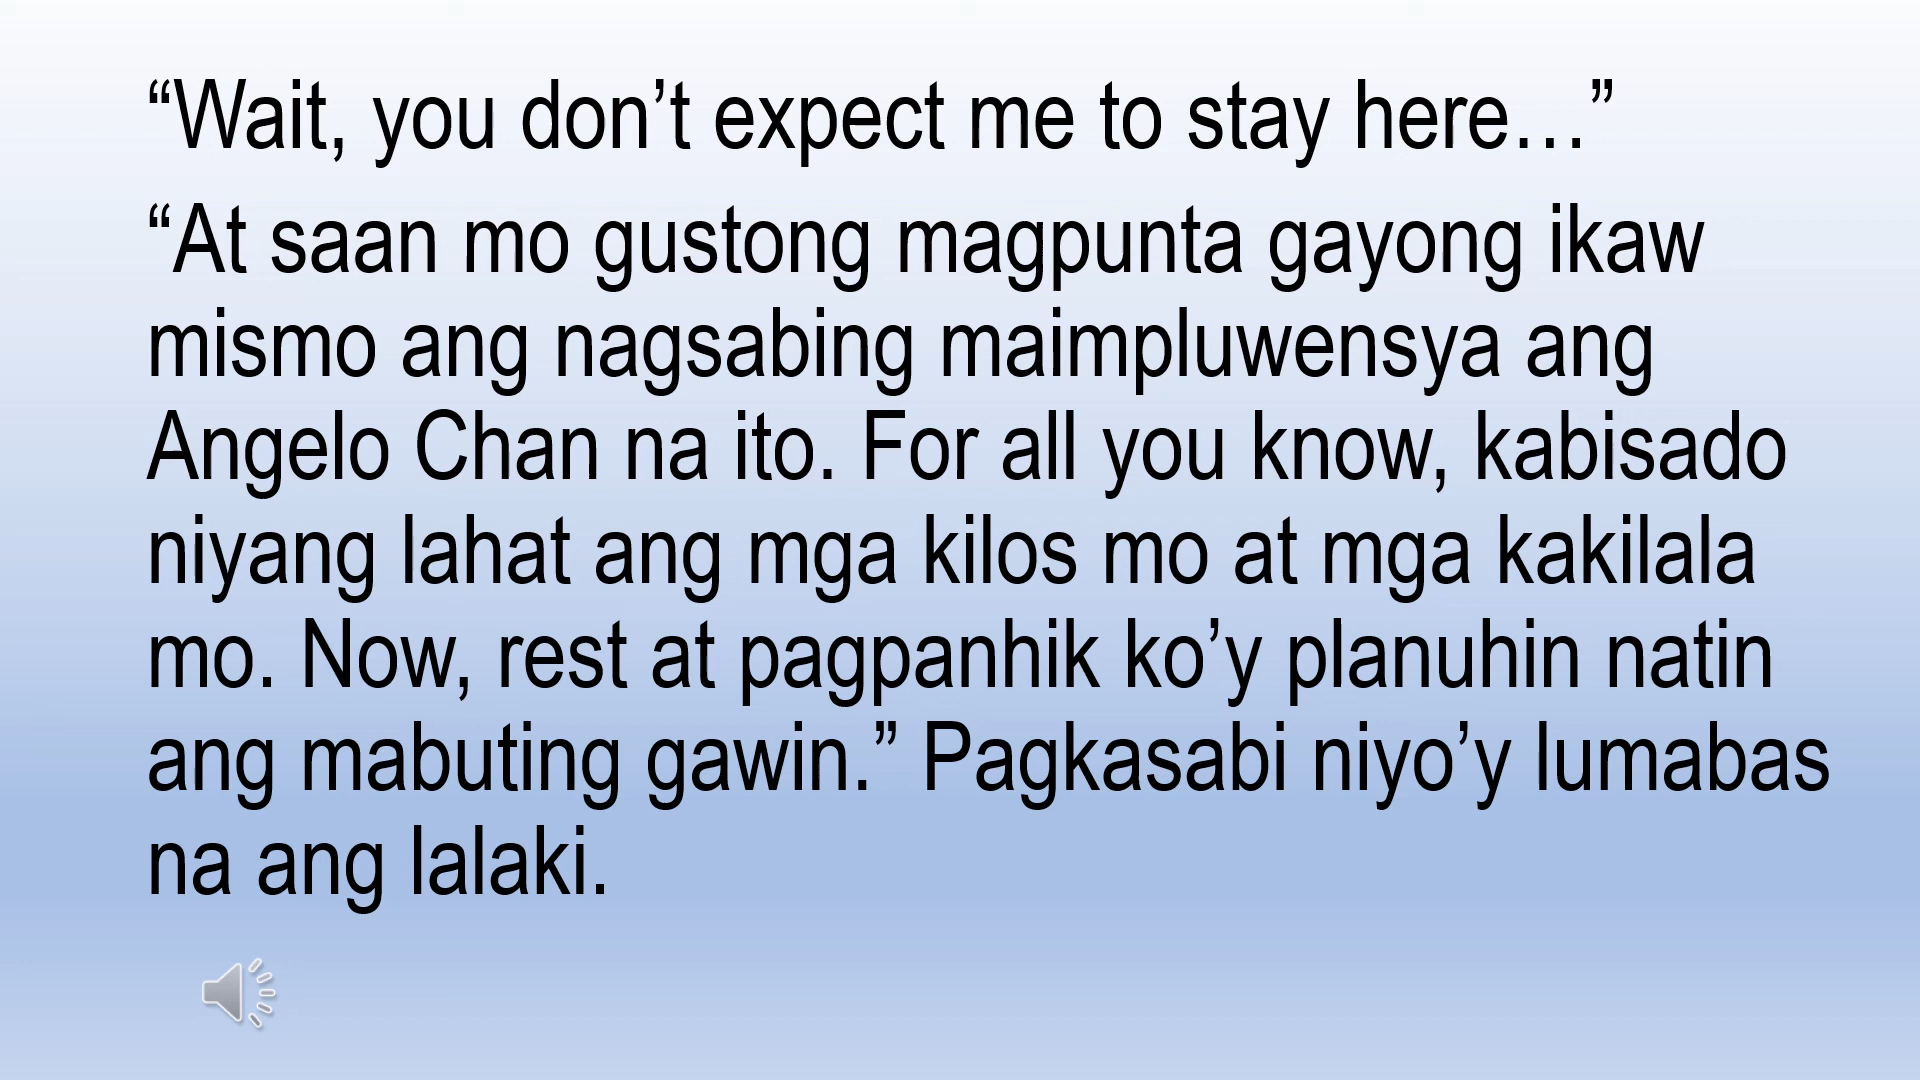 “Wait, you don’t expect me to stay here…”
“At saan mo gustong magpunta gayong ikaw
mismo ang nagsabing maimpluwensya ang
Angelo Chan na ito. For all you know, kabisado
niyang lahat ang mga kilos mo at mga kakilala
mo. Now, rest at pagpanhik ko’y planuhin natin
ang mabuting gawin.” Pagkasabi niyo’y lumabas
na ang lalaki.